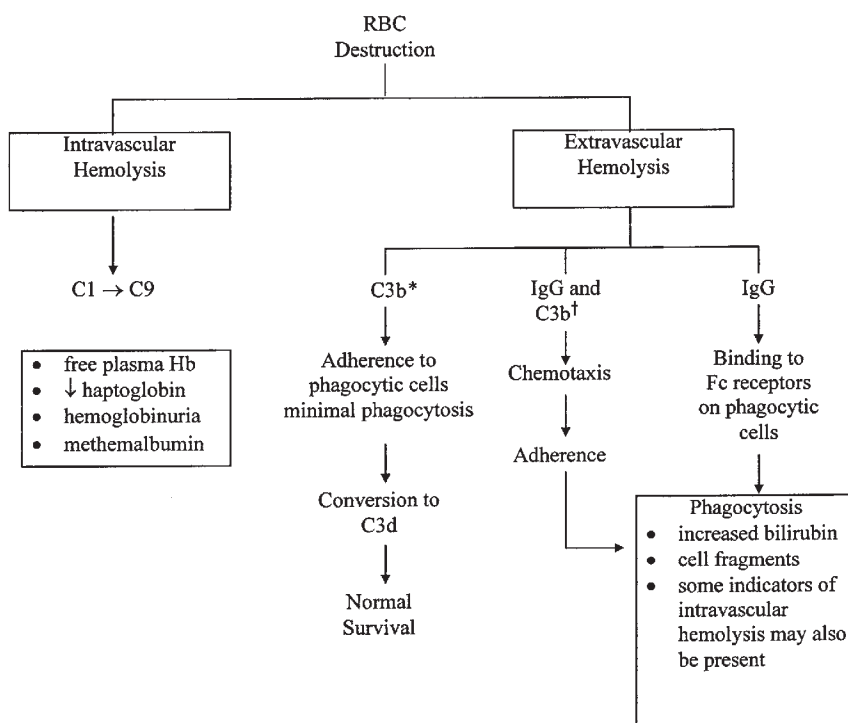 RBC
Destruction
Intravascular
Hemolysis
Extravascular
Hemolysis
C1 → C9
C3b*
IgG and
C3b†
IgG
• free plasma Hb
• ↓ haptoglobin
• hemoglobinuria
• methemalbumin
Adherence to
phagocytic cells
minimal phagocytosis
Conversion to
C3d
Normal
Survival
Chemotaxis
Adherence
Binding to
Fc receptors
on phagocytic
cells
Phagocytosis
• increased bilirubin
• cell fragments
• some indicators of
intravascular
hemolysis may also
be present